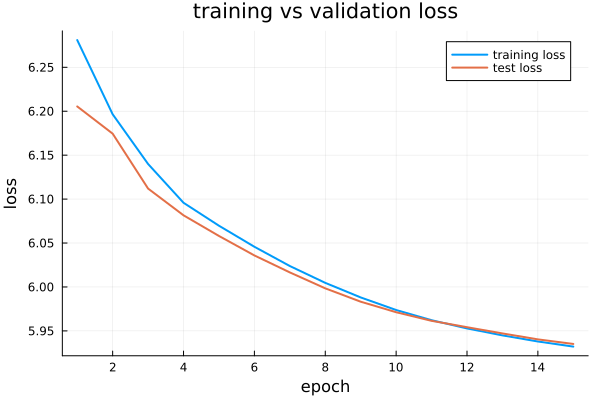 training vs validation loss
training loss
test loss
6.25
6.20
6.15
6.10
6.05
6.00
5.95
loss
2 4 6 8 10 12 14
epoch